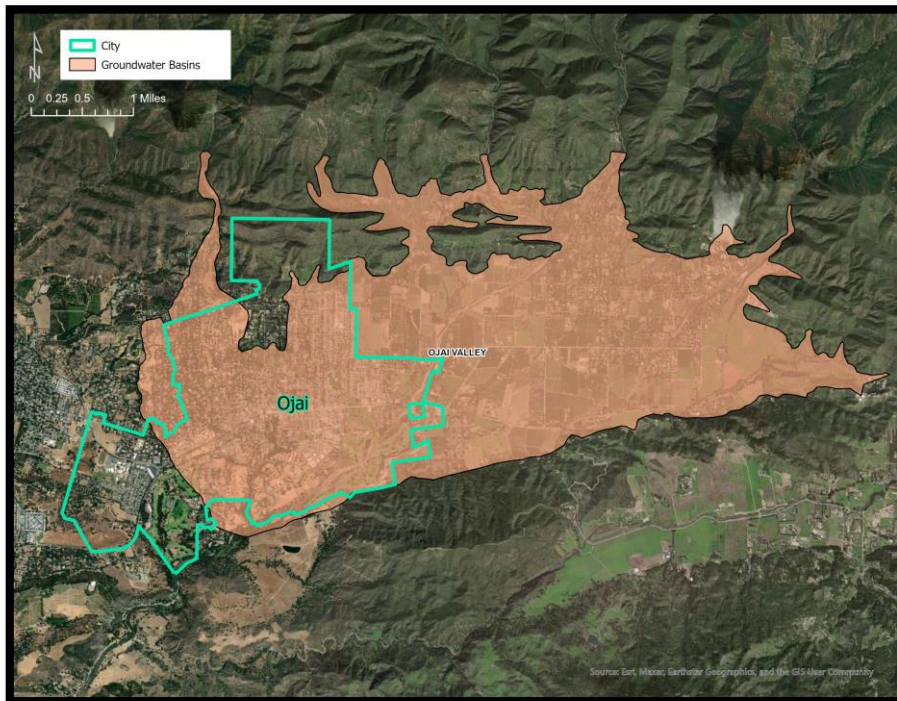 N
City
Groundwater Basins
0 0.25 0.5 1 Miles
OJAI VALLEY
Ojai
Source: Esri, Maxar, Earthstar Geographics, and the GIS User Community